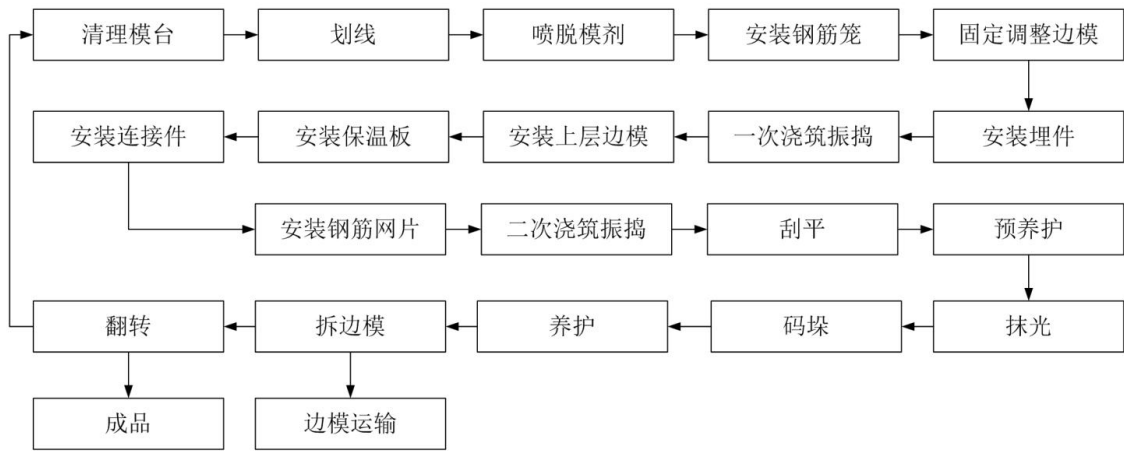 清理模台
划线
喷脱模剂
安装钢筋笼
固定调整边模
安装连接件
安装保温板
安装上层边模
一次浇筑振捣
安装埋件
安装钢筋网片
二次浇筑振捣
刮平
预养护
翻转
拆边模
养护
码垛
抹光
成品
边模运输